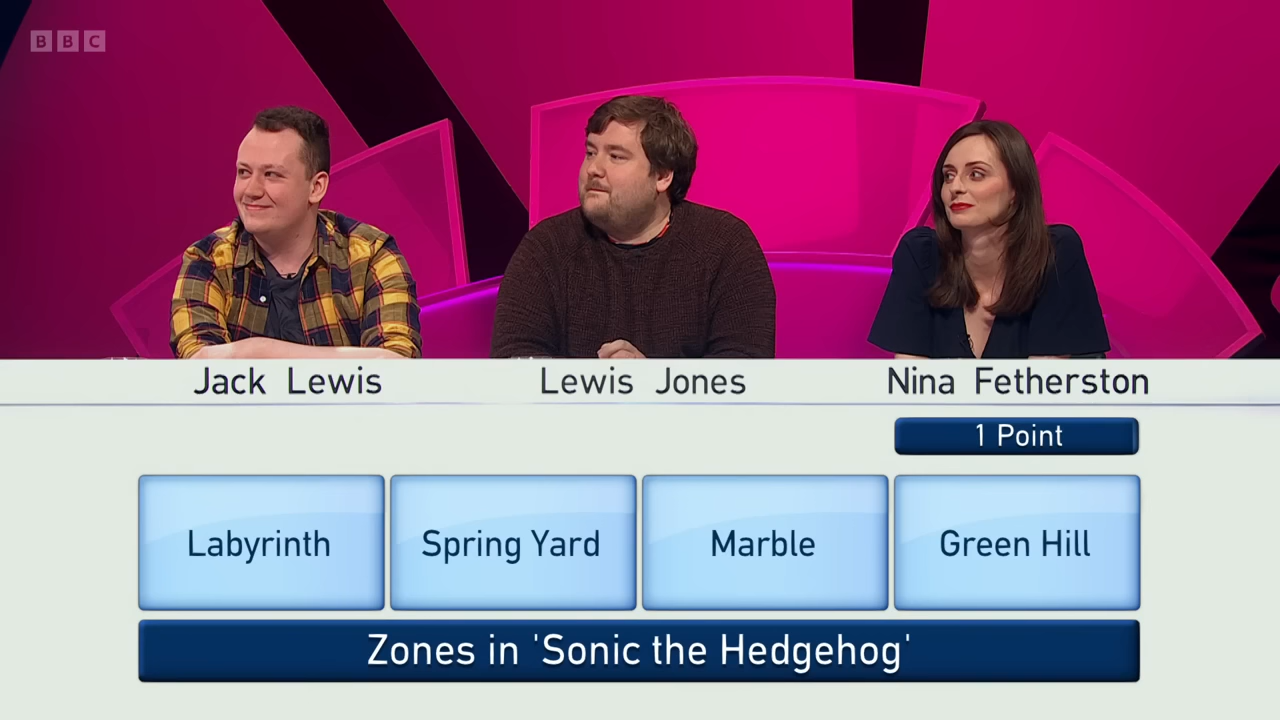 BBC
Jack Lewis
Lewis Jones
Nina Fetherston
1 Point
Labyrinth
Spring Yard
Marble
Green Hill
Zones in 'Sonic the Hedgehog'